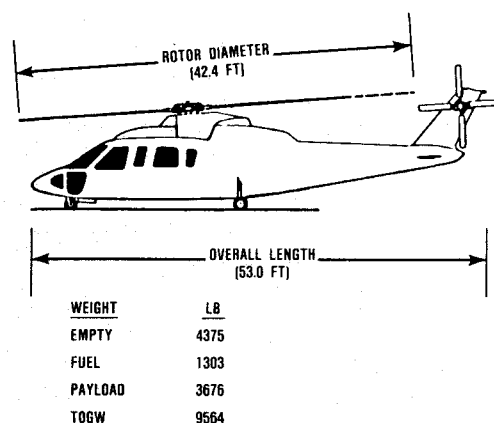 ROTOR DIAMETER
(42.4 FT)
OVERALL LENGTH
(53.0 FT)
WEIGHT LB
EMPTY 4375
FUEL 1303
PAYLOAD 3676
TOGW 9564